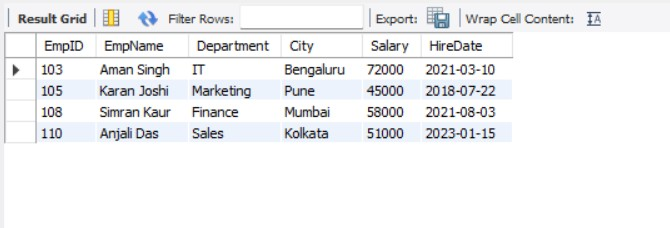 Result Grid Filter Rows: Export: Wrap Cell Content: IA
EmpID EmpName Department City Salary HireDate
103 Aman Singh IT Bengaluru 72000 2021-03-10
105 Karan Joshi Marketing Pune 45000 2018-07-22
108 Simran Kaur Finance Mumbai 58000 2021-08-03
110 Anjali Das Sales Kolkata 51000 2023-01-15